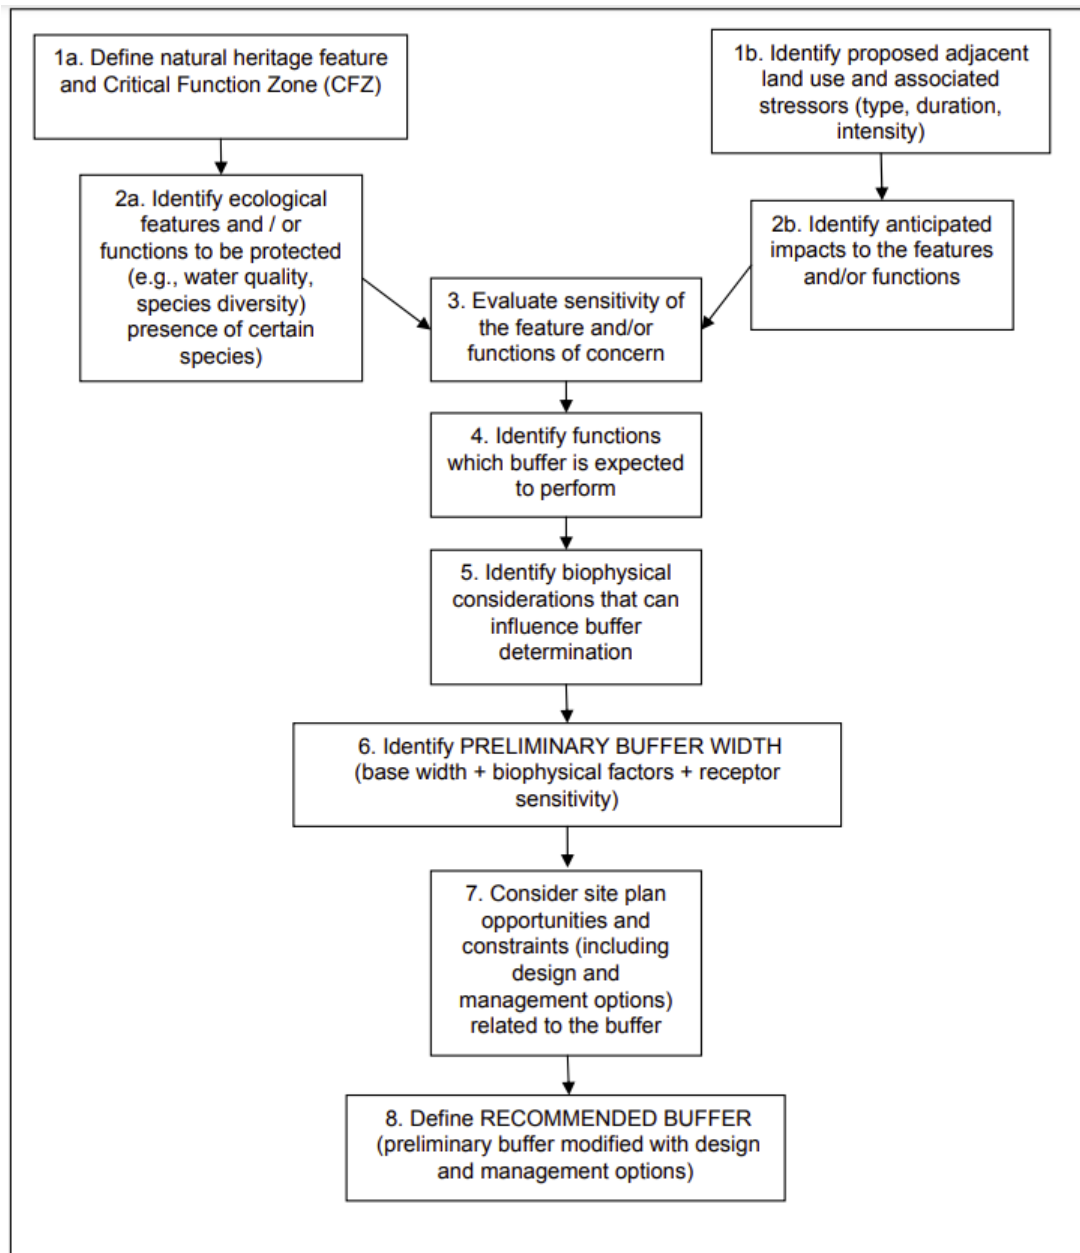 1a. Define natural heritage feature
and Critical Function Zone (CFZ)
1b. Identify proposed adjacent
land use and associated
stressors (type, duration,
intensity)
2a. Identify ecological
features and / or
functions to be protected
(e.g., water quality,
species diversity)
presence of certain
species)
2b. Identify anticipated
impacts to the features
and/or functions
3. Evaluate sensitivity of
the feature and/or
functions of concern
4. Identify functions
which buffer is expected
to perform
5. Identify biophysical
considerations that can
influence buffer
determination
6. Identify PRELIMINARY BUFFER WIDTH
(base width + biophysical factors + receptor
sensitivity)
7. Consider site plan
opportunities and
constraints (including
design and
management options)
related to the buffer
8. Define RECOMMENDED BUFFER
(preliminary buffer modified with design
and management options)